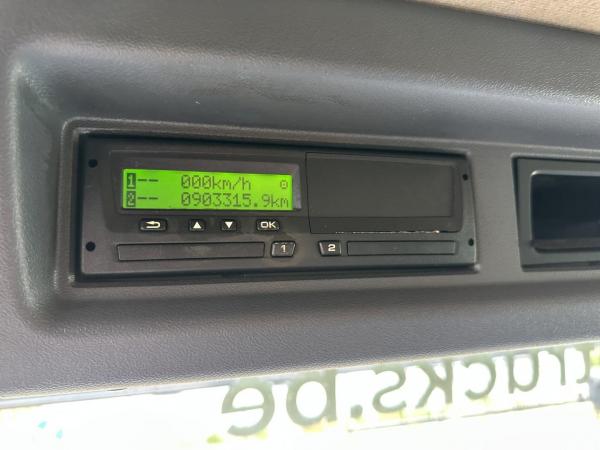 1 -- 000km/h
2 -- 0903315.9km
OK
1 2
trucks.be